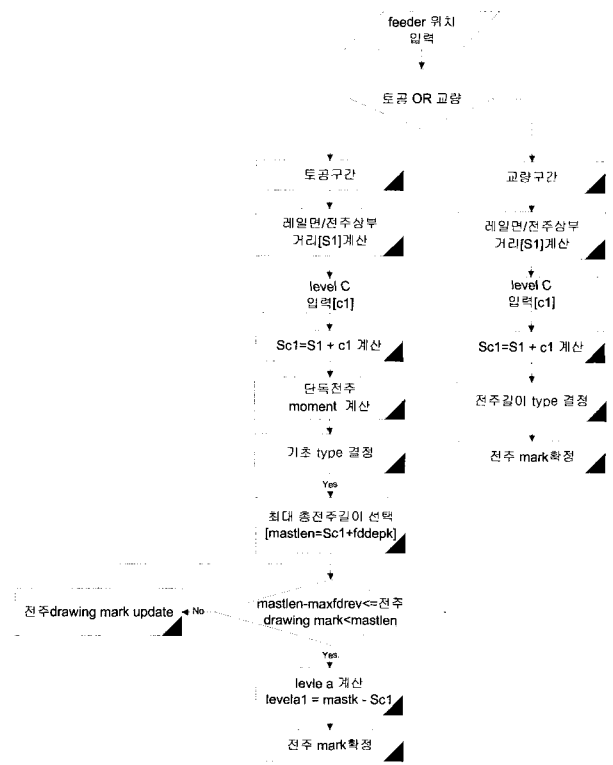 feeder 위치
입력
토공 OR 교량
토공구간
레일면/전주상부
거리[S1]계산
level C
입력[c1]
Sc1=S1 + c1 계산
단독전주
moment 계산
기초 type 결정
Yes
최대 총전주길이 선택
[mastlen=Sc1+fddepk]
mastlen-maxfdrev<=전주
drawing mark<mastlen
No
전주drawing mark update
Yes.
levle a 계산
levela1 = mastk - Sc1
전주 mark확정
교량구간
레일면/전주상부
거리[S1]계산
level C
입력[c1]
Sc1=S1 + c1 계산
전주길이 type 결정
전주 mark확정